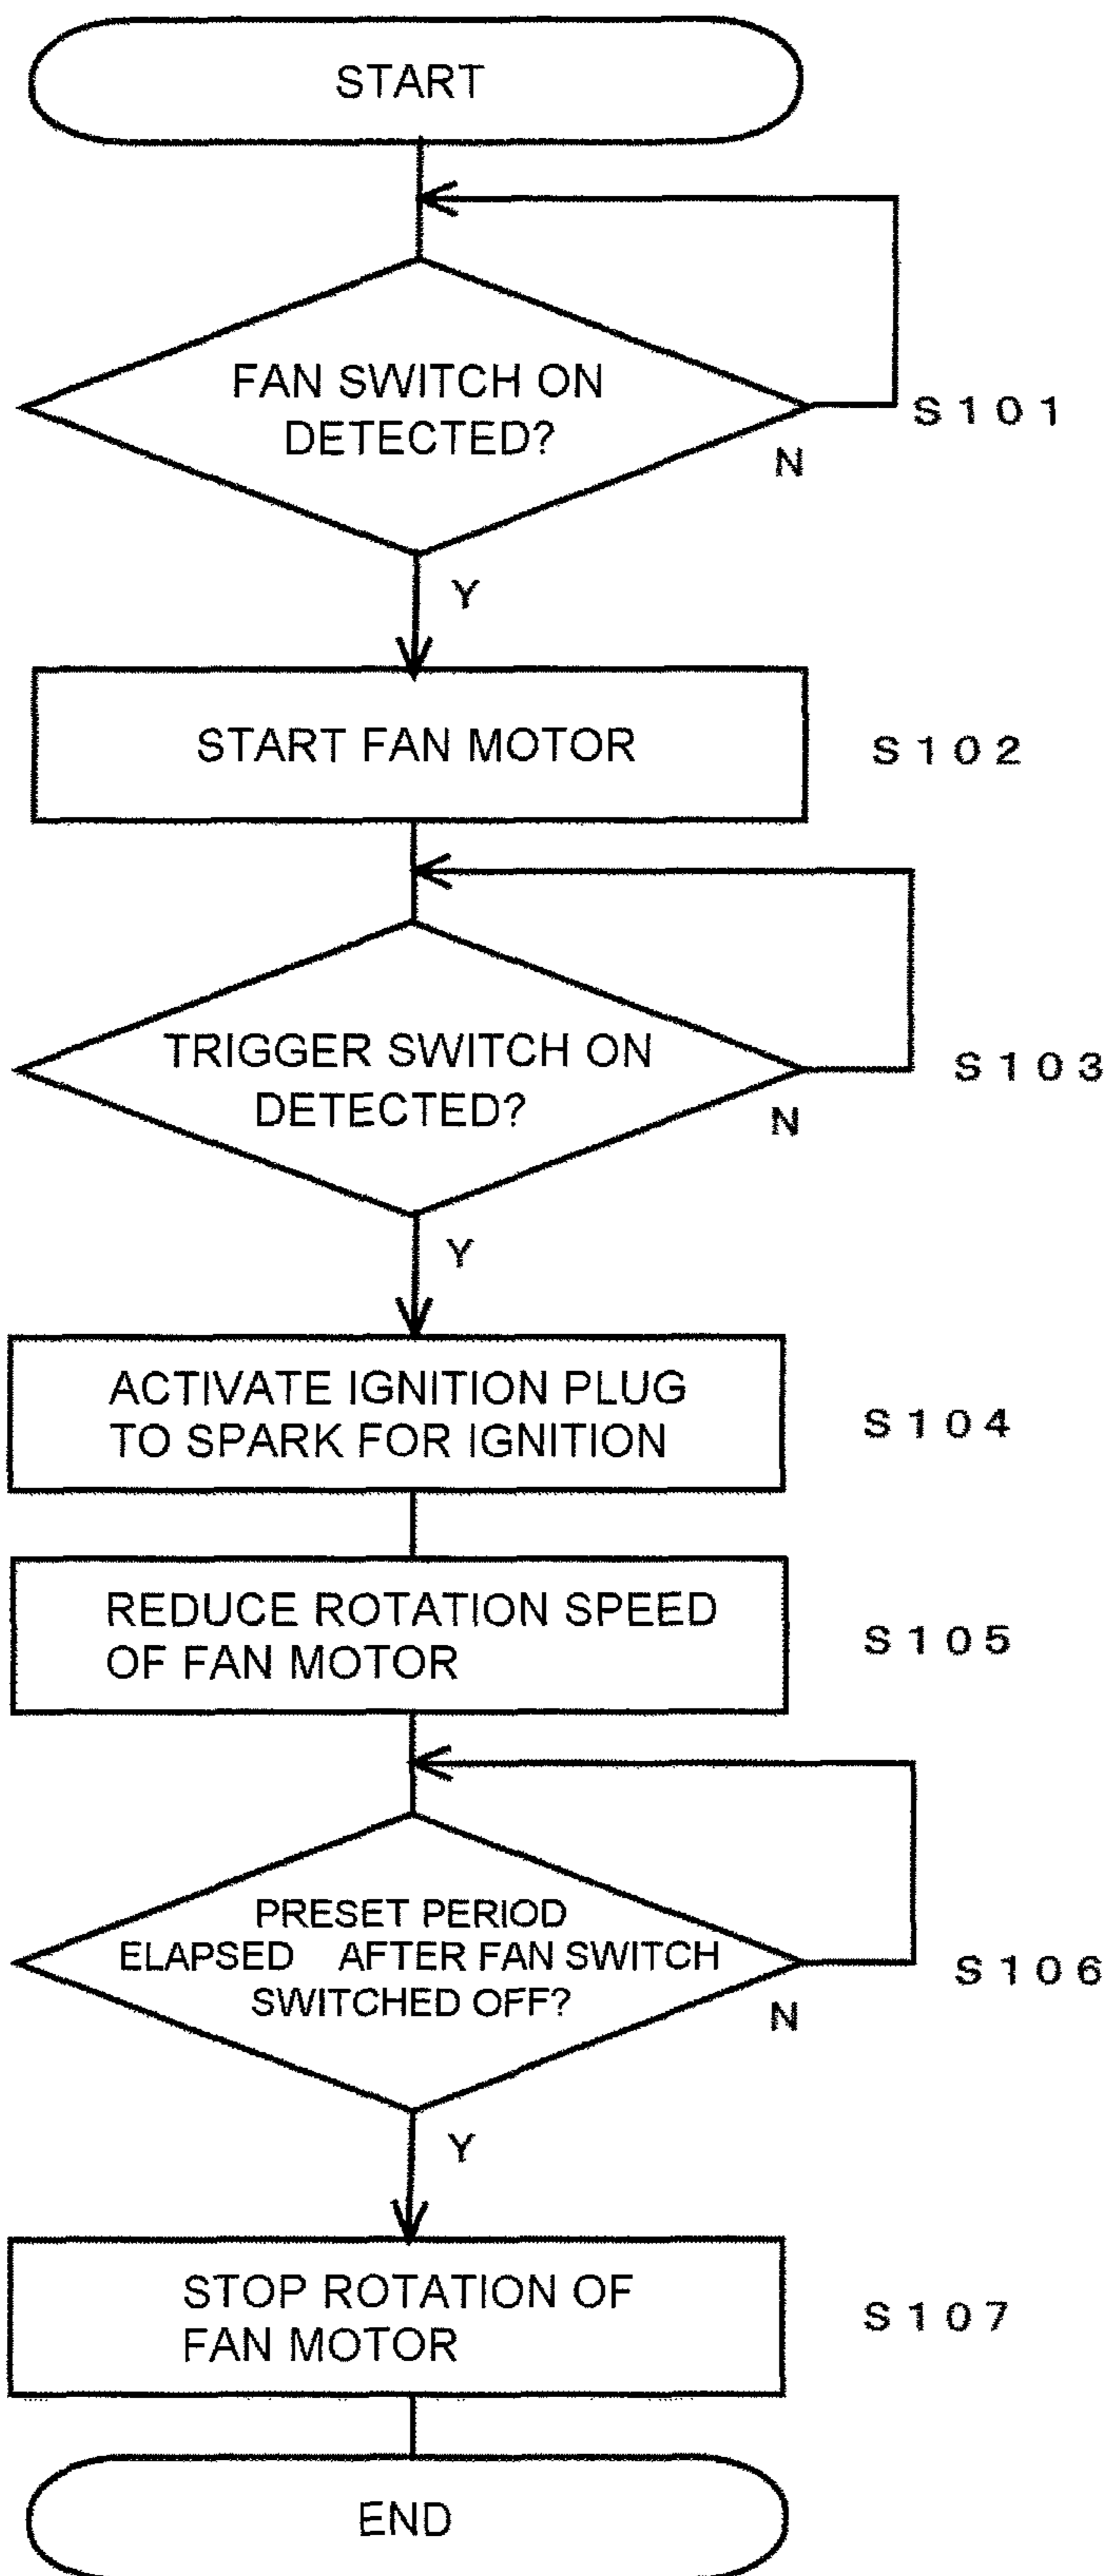 START
FAN SWITCH ON
DETECTED?
S101
N
Y
START FAN MOTOR
S102
TRIGGER SWITCH ON
DETECTED?
S103
N
Y
ACTIVATE IGNITION PLUG
TO SPARK FOR IGNITION
S104
REDUCE ROTATION SPEED
OF FAN MOTOR
S105
PRESET PERIOD
ELAPSED AFTER FAN SWITCH
SWITCHED OFF?
S106
N
Y
STOP ROTATION OF
FAN MOTOR
S107
END